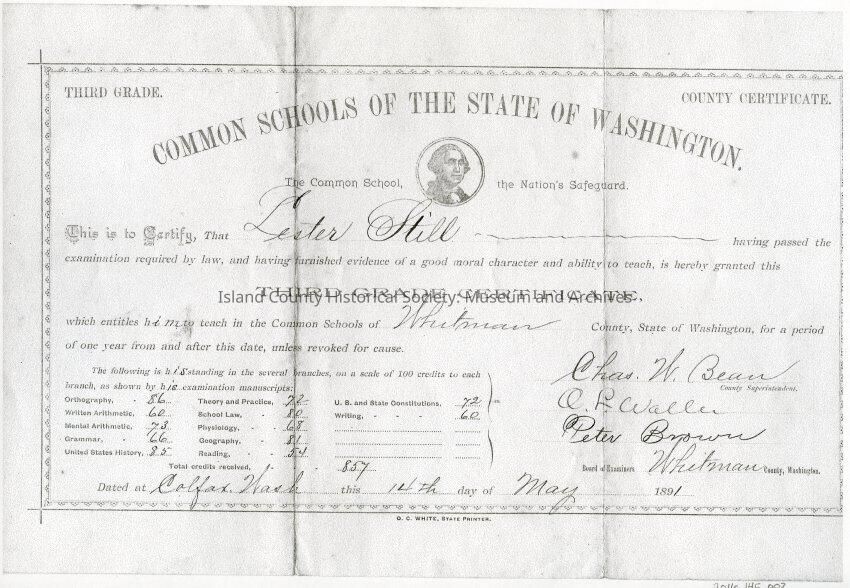 THIRD GRADE.
COUNTY CERTIFICATE.
COMMON SCHOOLS OF THE STATE OF WASHINGTON.
The Common School, the Nation's Safeguard.
This is to Certify, That Lester Still having passed the
examination required by law, and having furnished evidence of a good moral character and ability to teach, is hereby granted this
THIRD GRADE CERTIFICATE,
Island County Historical Society: Museum and Archives
which entitles him to teach in the Common Schools of Whitman County, State of Washington, for a period
of one year from and after this date, unless revoked for cause.
The following is his standing in the several branches, on a scale of 100 credits to each
branch, as shown by his examination manuscripts:
Orthography, 86 Theory and Practice, 72 U. S. and State Constitutions, 72
Written Arithmetic, 60 School Law, 80 Writing, 60
Mental Arithmetic, 73 Physiology, 68
Grammar, 66 Geography, 81
United States History, 85 Reading, 54
Total credits received, 857
Chas. W. Bean
County Superintendent.
O. L. Waller
Peter Brown
Board of Examiners Whitman County, Washington.
Dated at Colfax Wash this 14th day of May 1891
O. C. WHITE, STATE PRINTER.